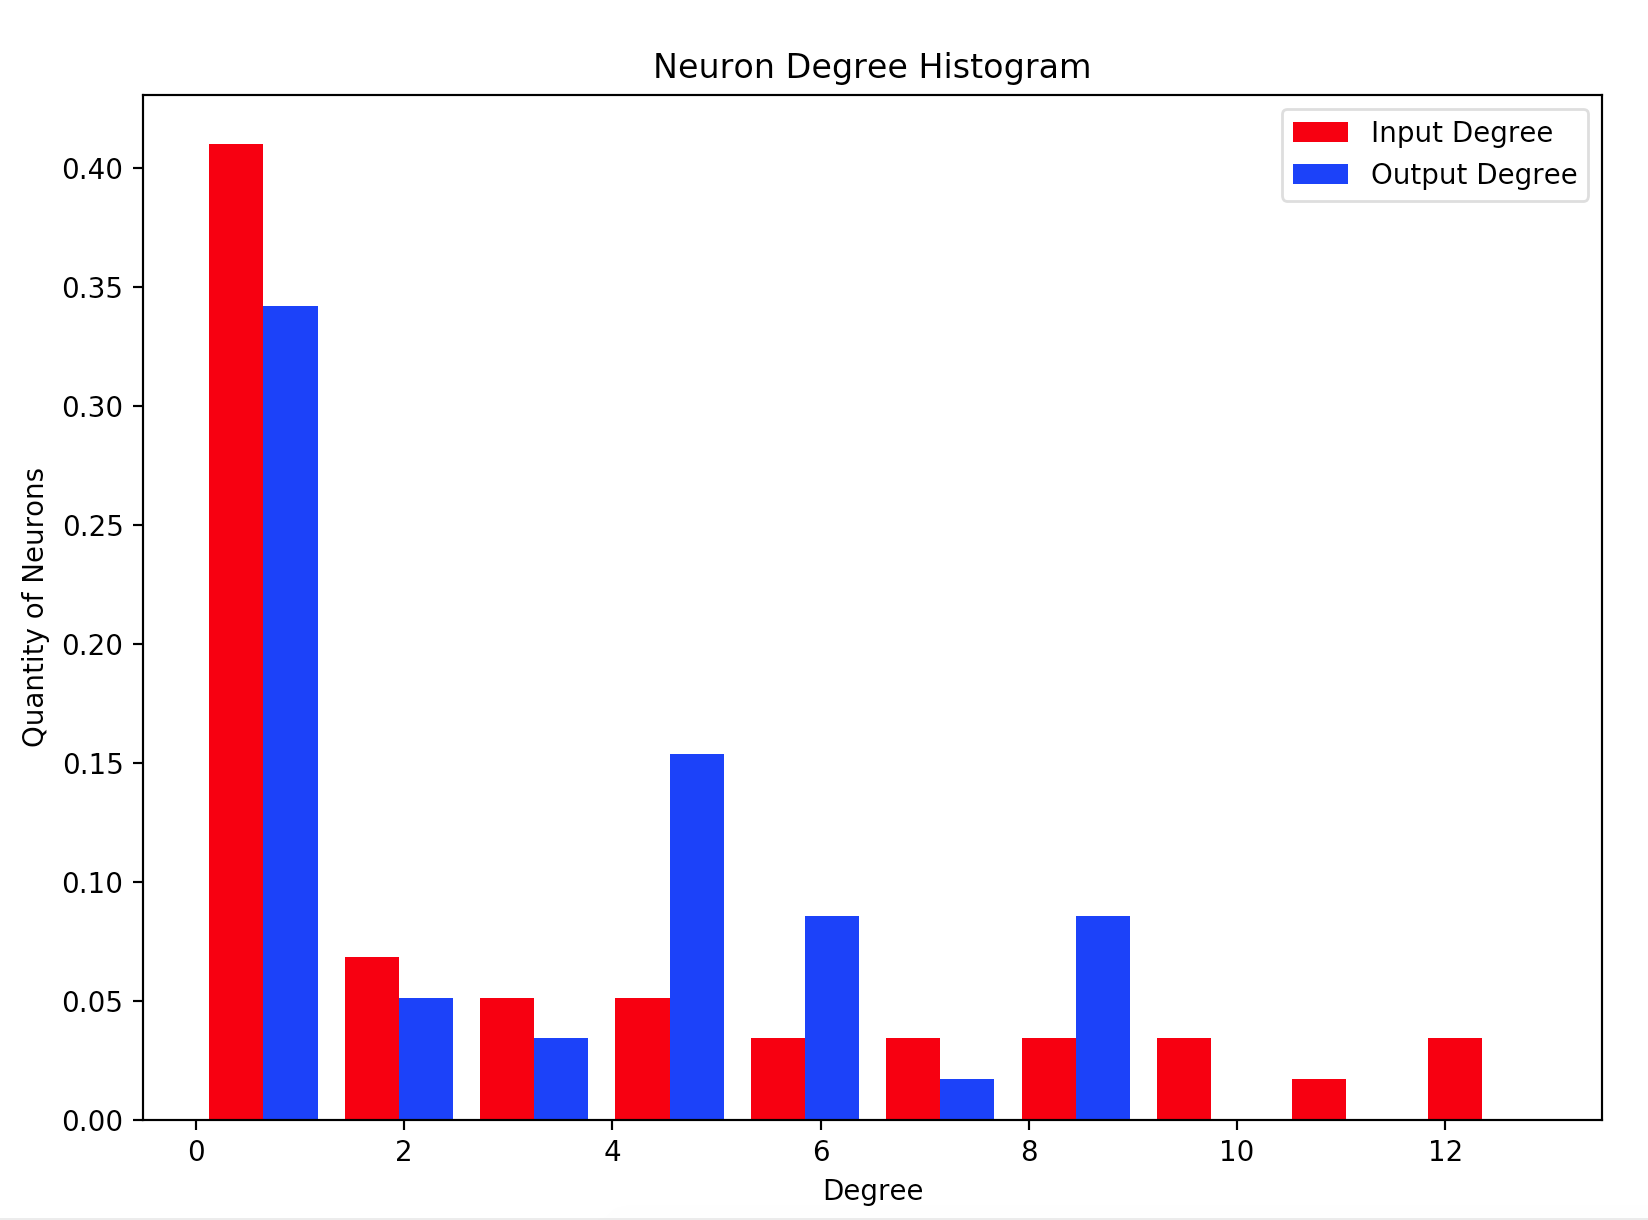 Neuron Degree Histogram
Input Degree
Output Degree
0.40
0.35
0.30
0.25
0.20
0.15
0.10
0.05
0.00
Quantity of Neurons
0 2 4 6 8 10 12
Degree